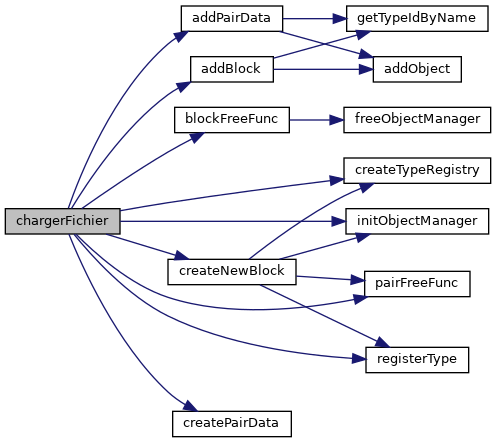 addPairData
getTypeIdByName
addBlock
addObject
blockFreeFunc
freeObjectManager
createTypeRegistry
chargerFichier
initObjectManager
createNewBlock
pairFreeFunc
registerType
createPairData